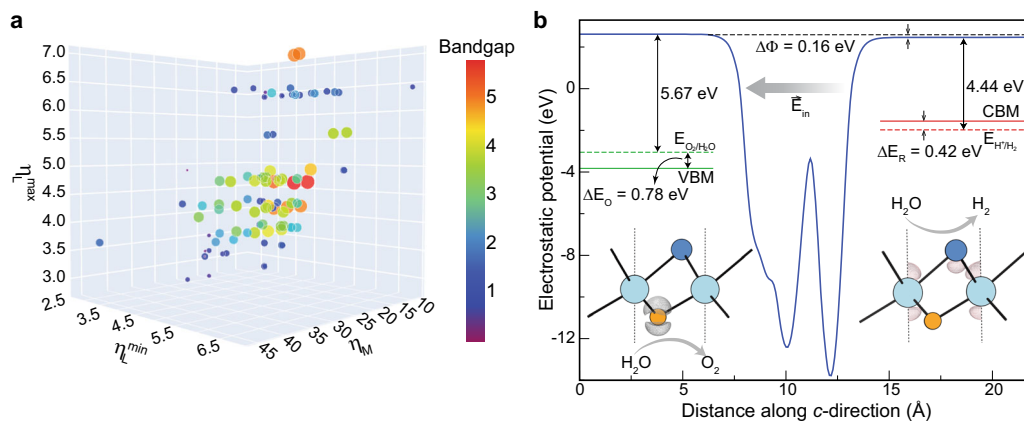 a
Bandgap
7.0
6.5
6.0
5.5
5.0
4.5
4.0
3.5
3.0
2.5
η_L^max
3.5
4.5
5.5
6.5
η_L^min
45
40
35
30
25
20
15
10
η_M
5
4
3
2
1
b
Electrostatic potential (eV)
0
-4
-8
-12
0
5
10
15
20
Distance along c-direction (Å)
ΔΦ = 0.16 eV
5.67 eV
E_in
4.44 eV
CBM
E_O₂/H₂O
E_H⁺/H₂
VBM
ΔE_R = 0.42 eV
ΔE_O = 0.78 eV
H₂O
H₂
H₂O
O₂